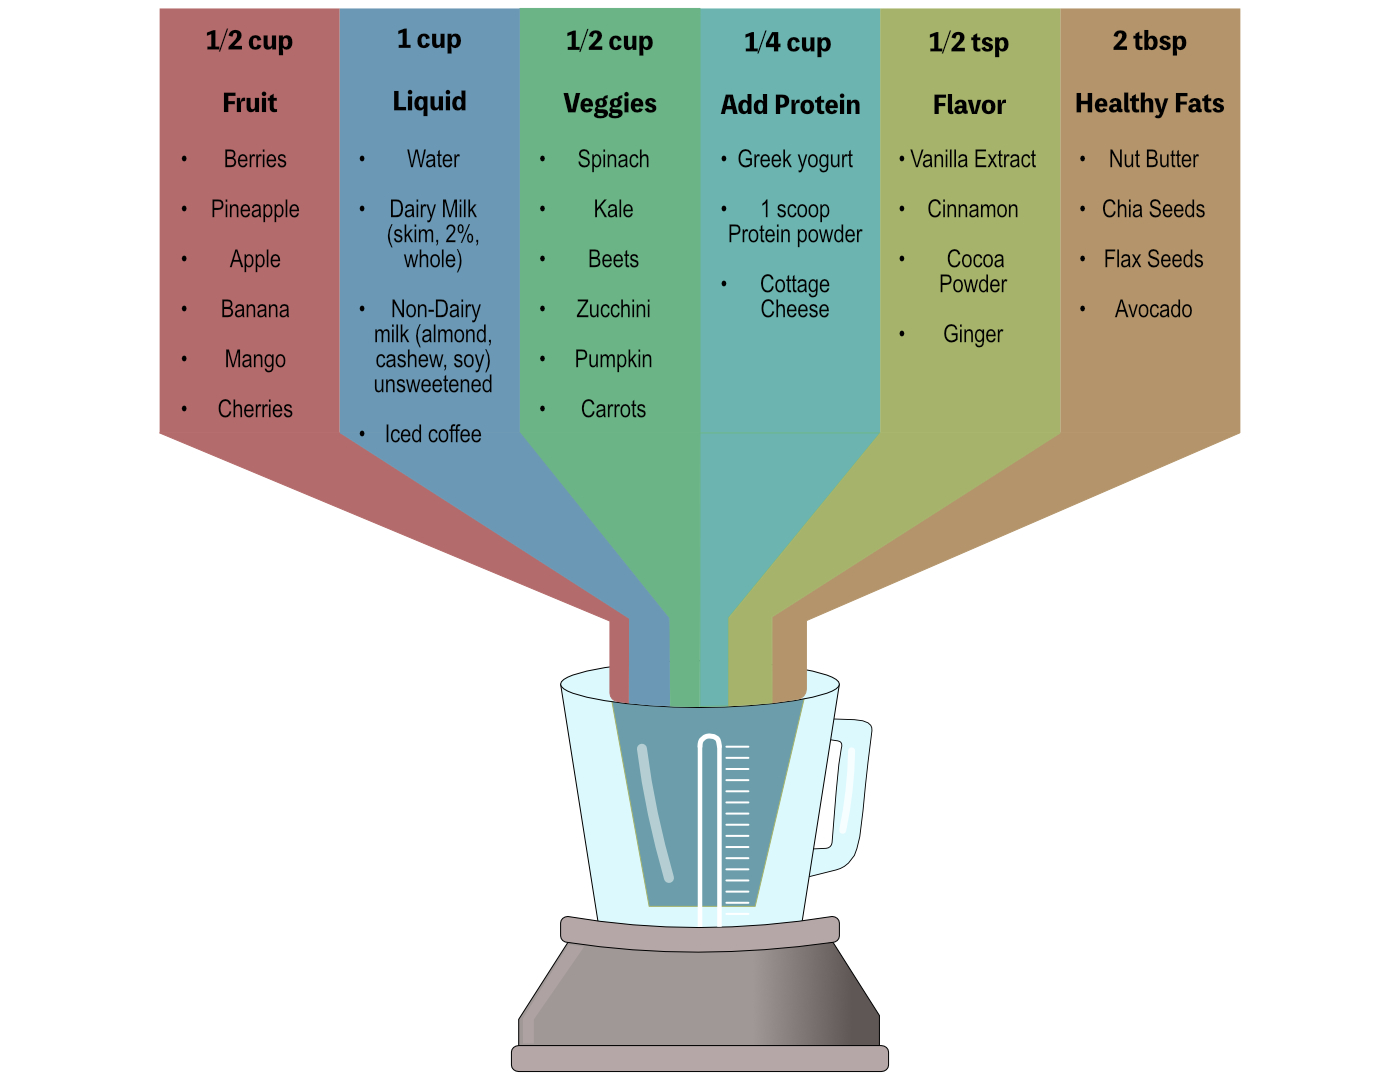 1/2 cup
Fruit
• Berries
• Pineapple
• Apple
• Banana
• Mango
• Cherries
1 cup
Liquid
• Water
• Dairy Milk
(skim, 2%,
whole)
• Non-Dairy
milk (almond,
cashew, soy)
unsweetened
• Iced coffee
1/2 cup
Veggies
• Spinach
• Kale
• Beets
• Zucchini
• Pumpkin
• Carrots
1/4 cup
Add Protein
• Greek yogurt
• 1 scoop
Protein powder
• Cottage
Cheese
1/2 tsp
Flavor
• Vanilla Extract
• Cinnamon
• Cocoa
Powder
• Ginger
2 tbsp
Healthy Fats
• Nut Butter
• Chia Seeds
• Flax Seeds
• Avocado